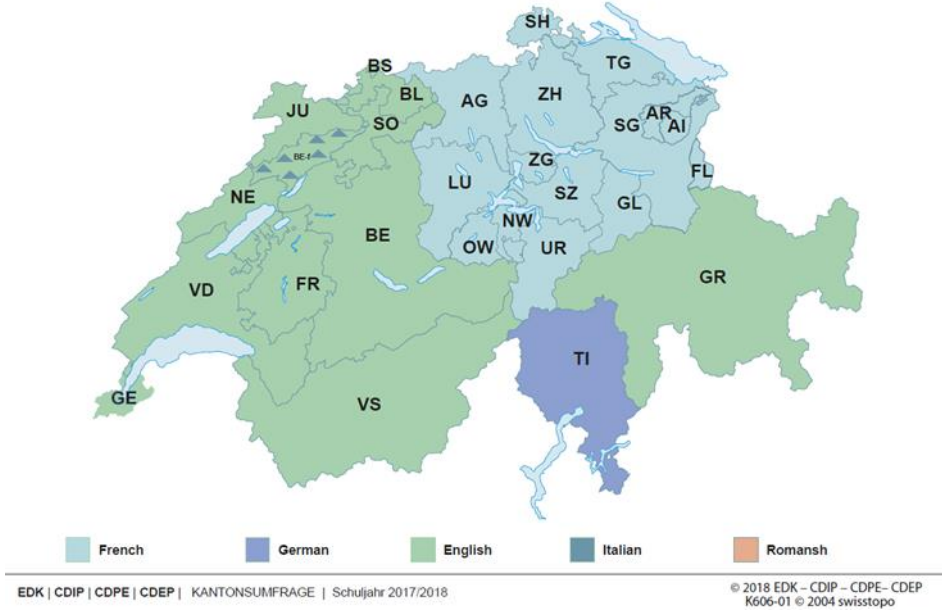 SH
BS
TG
BL
AG
ZH
JU
AR
SO
SG
AI
BE-f
ZG
FL
LU
SZ
NE
GL
NW
BE
OW
UR
GR
FR
VD
TI
GE
VS
French
German
English
Italian
Romansh
EDK | CDIP | CDPE | CDEP | KANTONSUMFRAGE | Schuljahr 2017/2018
© 2018 EDK – CDIP – CDPE– CDEP
K606-01 © 2004 swisstopo